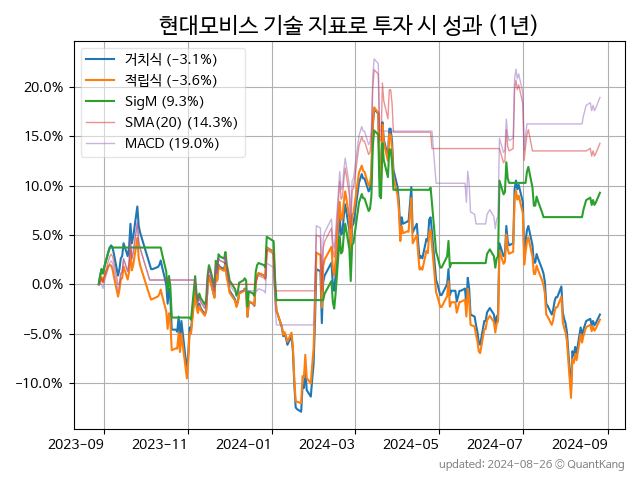 현대모비스 기술 지표로 투자 시 성과 (1년)
거치식 (−3.1%)
적립식 (−3.6%)
SigM (9.3%)
SMA(20) (14.3%)
MACD (19.0%)
20.0%
15.0%
10.0%
5.0%
0.0%
−5.0%
−10.0%
2023-09 2023-11 2024-01 2024-03 2024-05 2024-07 2024-09
updated: 2024-08-26 © QuantKang